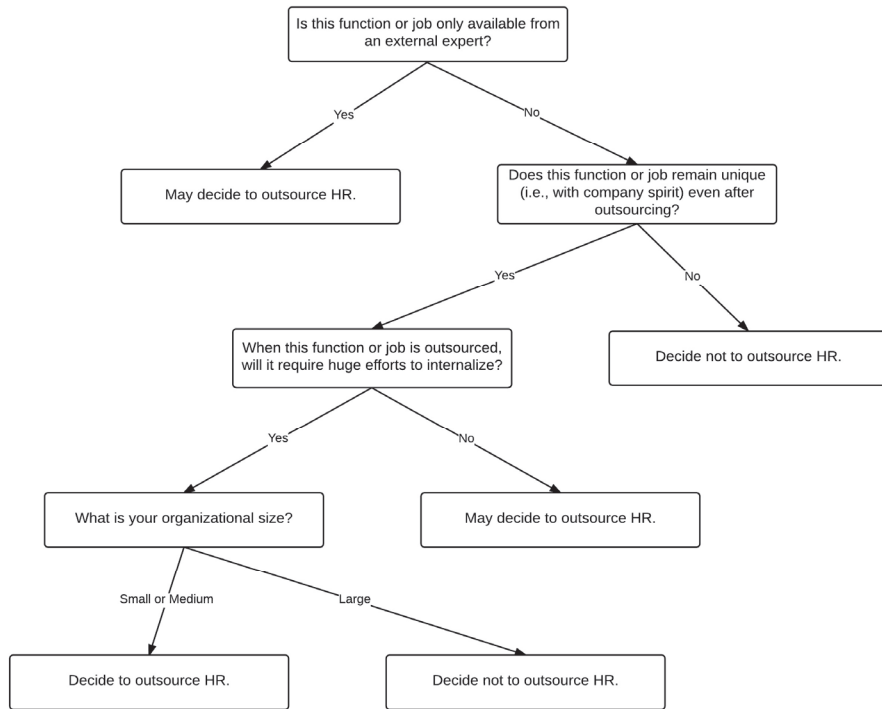 Is this function or job only available from
an external expert?
Yes
No
May decide to outsource HR.
Does this function or job remain unique
(i.e., with company spirit) even after
outsourcing?
Yes
No
When this function or job is outsourced,
will it require huge efforts to internalize?
Decide not to outsource HR.
Yes
No
What is your organizational size?
May decide to outsource HR.
Small or Medium
Large
Decide to outsource HR.
Decide not to outsource HR.